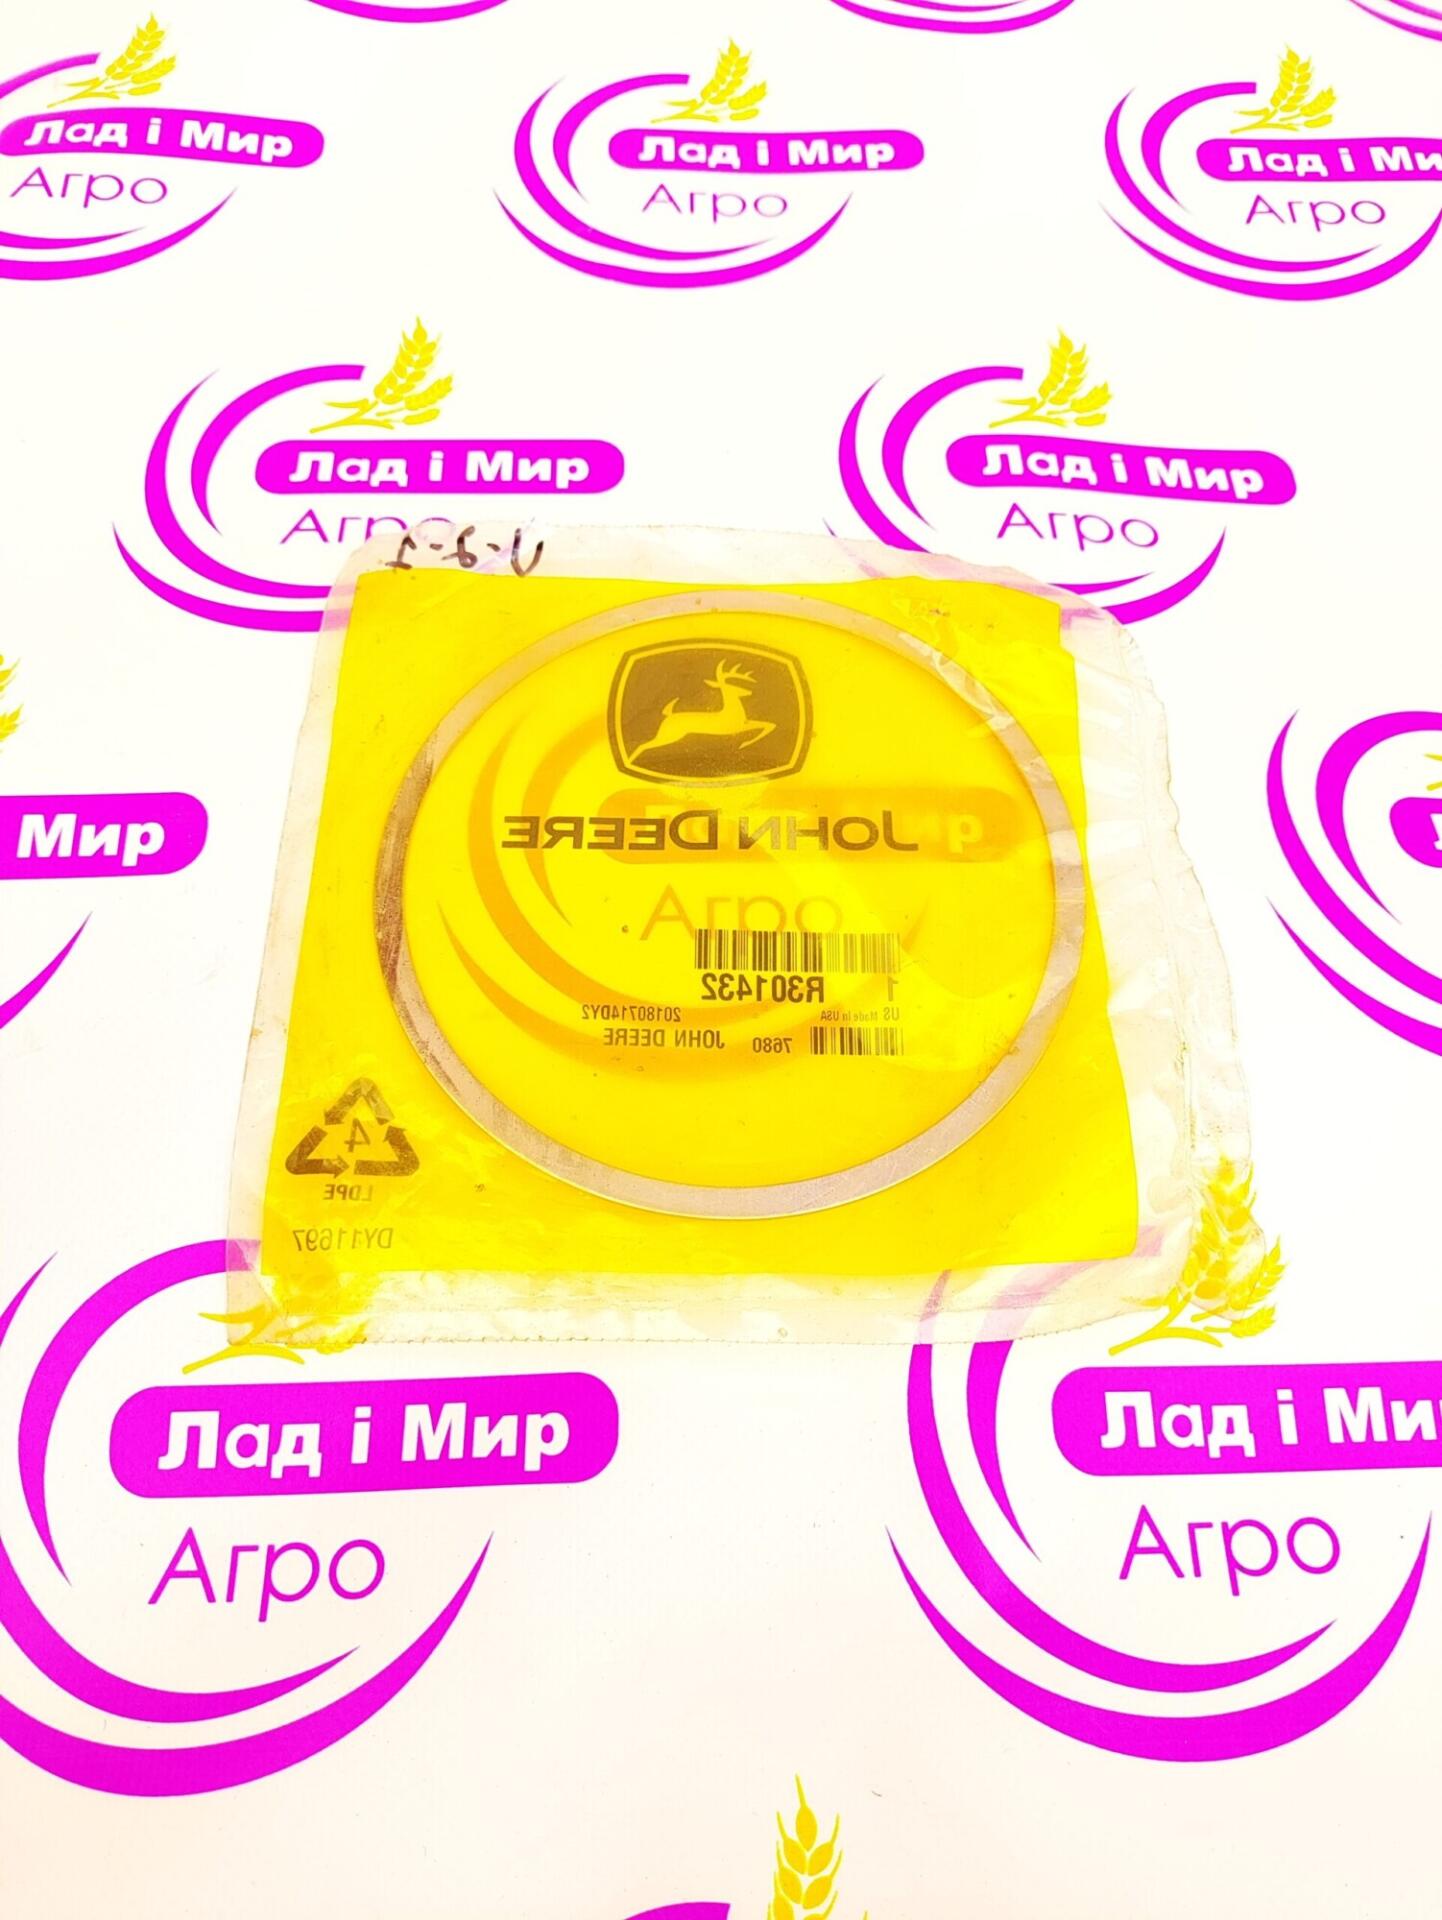 Лад і Мир
Агро
Лад і Мир
Агро
Лад і Ми
Агро
Лад і Мир
Агро
Лад і Мир
Агро
JOHN DEERE
Мир
Агро
1 R301432
US Made in USA 20180714DY2
7680 JOHN DEERE
4
LDPE
DY11697
Лад і Мир
Агро
Лад і Ми
Агро